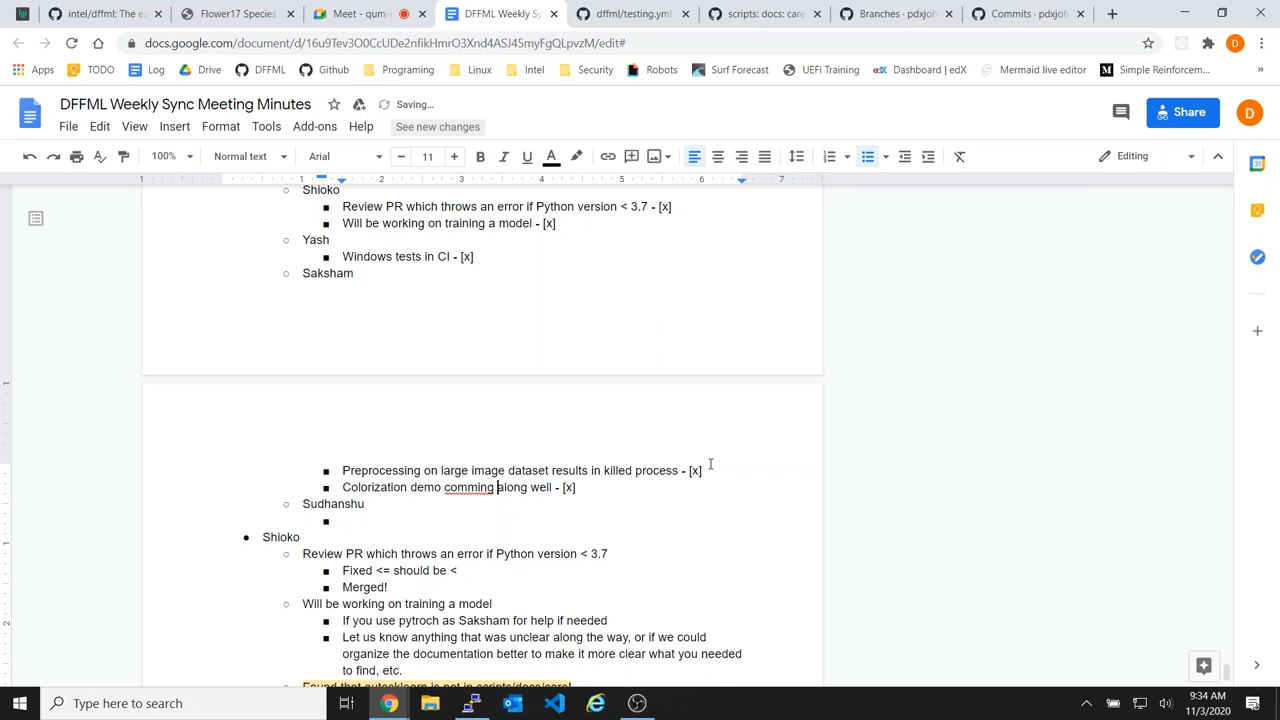 intel/dffml: The e
Flower17 Species
Meet - qum-t
DFFML Weekly Sy
dffml/testing.yml
scripts: docs: care
Branches · pdxjoh
Commits · pdxjoh
docs.google.com/document/d/16u9Tev3O0CcUDe2nfikHmrO3Xnd4ASJ45myFgQLpvzM/edit#
D
Apps TODO Log Drive DFFML Github Programing Linux Intel Security Robots Surf Forecast UEFI Training Dashboard | edX Mermaid live editor Simple Reinforcem... »
DFFML Weekly Sync Meeting Minutes Saving...
Share D
File Edit View Insert Format Tools Add-ons Help See new changes
100% Normal text Arial 11 B I U A Editing
1 1 2 3 4 5 6 7
Shioko
Review PR which throws an error if Python version < 3.7 - [x]
Will be working on training a model - [x]
Yash
Windows tests in CI - [x]
Saksham
Preprocessing on large image dataset results in killed process - [x]
Colorization demo comming along well - [x]
Sudhanshu
Shioko
Review PR which throws an error if Python version < 3.7
Fixed <= should be <
Merged!
Will be working on training a model
If you use pytroch as Saksham for help if needed
Let us know anything that was unclear along the way, or if we could
organize the documentation better to make it more clear what you needed
to find, etc.
Type here to search
9:34 AM
11/3/2020